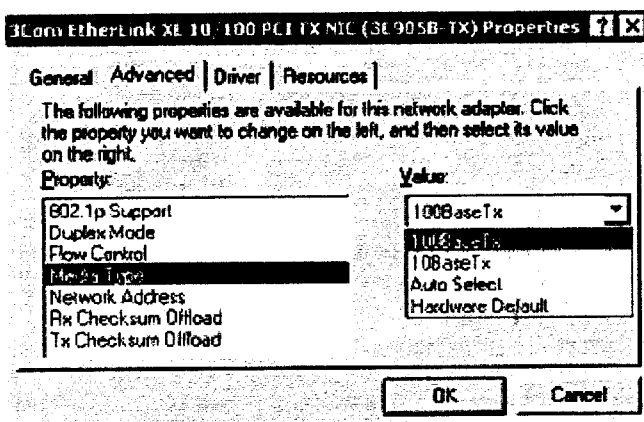 3Com EtherLink XL 10/100 PCI TX NIC (3C905B-TX) Properties
General Advanced Driver Resources
The following properties are available for this network adapter. Click
the property you want to change on the left, and then select its value
on the right.
Property:
Value:
802.1p Support
Duplex Mode
Flow Control
Media Type
Network Address
Rx Checksum Offload
Tx Checksum Offload
100BaseTx
100BaseTx
10BaseTx
Auto Select
Hardware Default
OK
Cancel